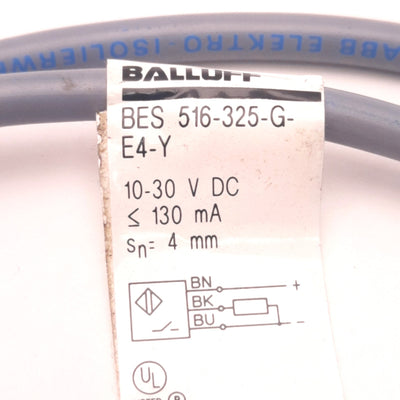 ABB ELEKTRO-ISOLIERW
BALLUFF
BES 516-325-G-
E4-Y
10-30 V DC
≤ 130 mA
sn= 4 mm
BN +
BK
BU -
UL
R